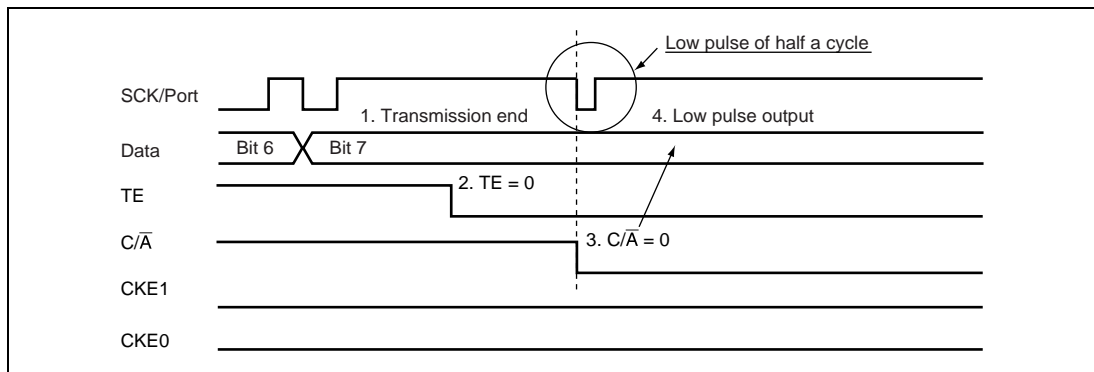 Low pulse of half a cycle
SCK/Port
1. Transmission end
4. Low pulse output
Data
Bit 6
Bit 7
TE
2. TE = 0
C/A̅
3. C/A̅ = 0
CKE1
CKE0